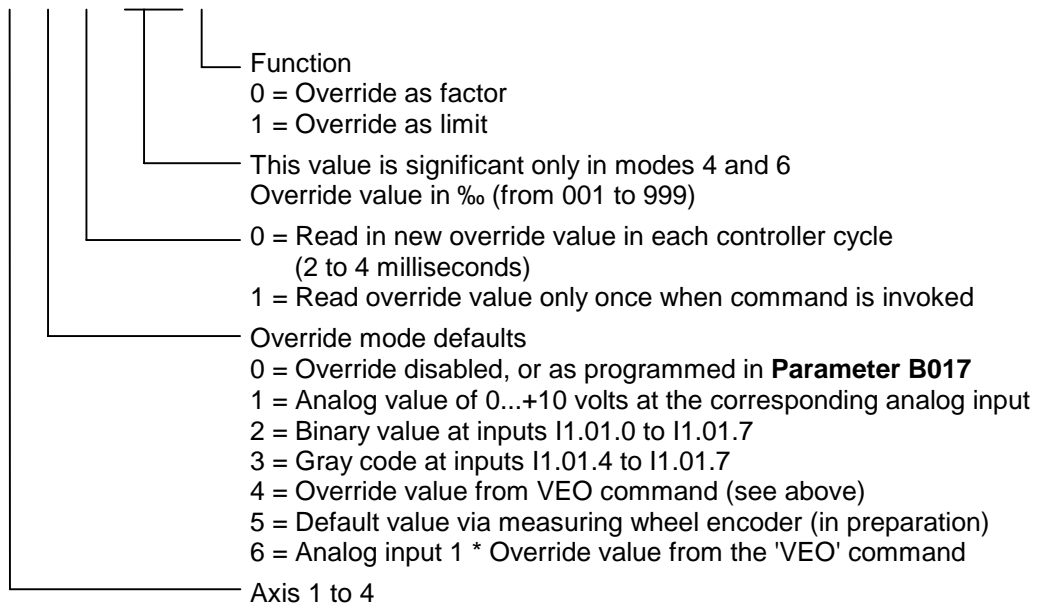 Function
0 = Override as factor
1 = Override as limit
This value is significant only in modes 4 and 6
Override value in ‰ (from 001 to 999)
0 = Read in new override value in each controller cycle
(2 to 4 milliseconds)
1 = Read override value only once when command is invoked
Override mode defaults
0 = Override disabled, or as programmed in Parameter B017
1 = Analog value of 0...+10 volts at the corresponding analog input
2 = Binary value at inputs I1.01.0 to I1.01.7
3 = Gray code at inputs I1.01.4 to I1.01.7
4 = Override value from VEO command (see above)
5 = Default value via measuring wheel encoder (in preparation)
6 = Analog input 1 * Override value from the 'VEO' command
Axis 1 to 4